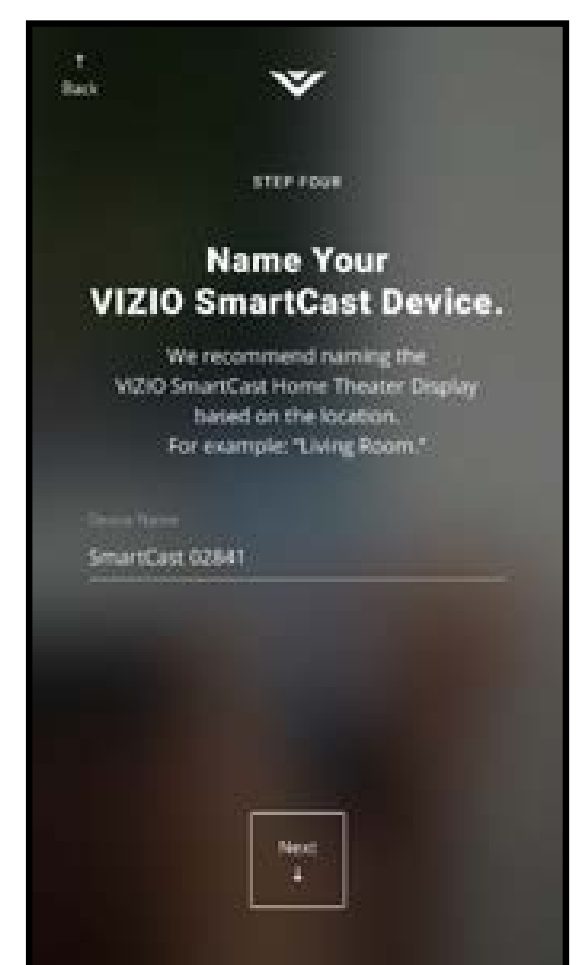 Back
STEP FOUR
Name Your
VIZIO SmartCast Device.
We recommend naming the
VIZIO SmartCast Home Theater Display
based on the location.
For example: "Living Room."
Device Name
SmartCast 02841
Next